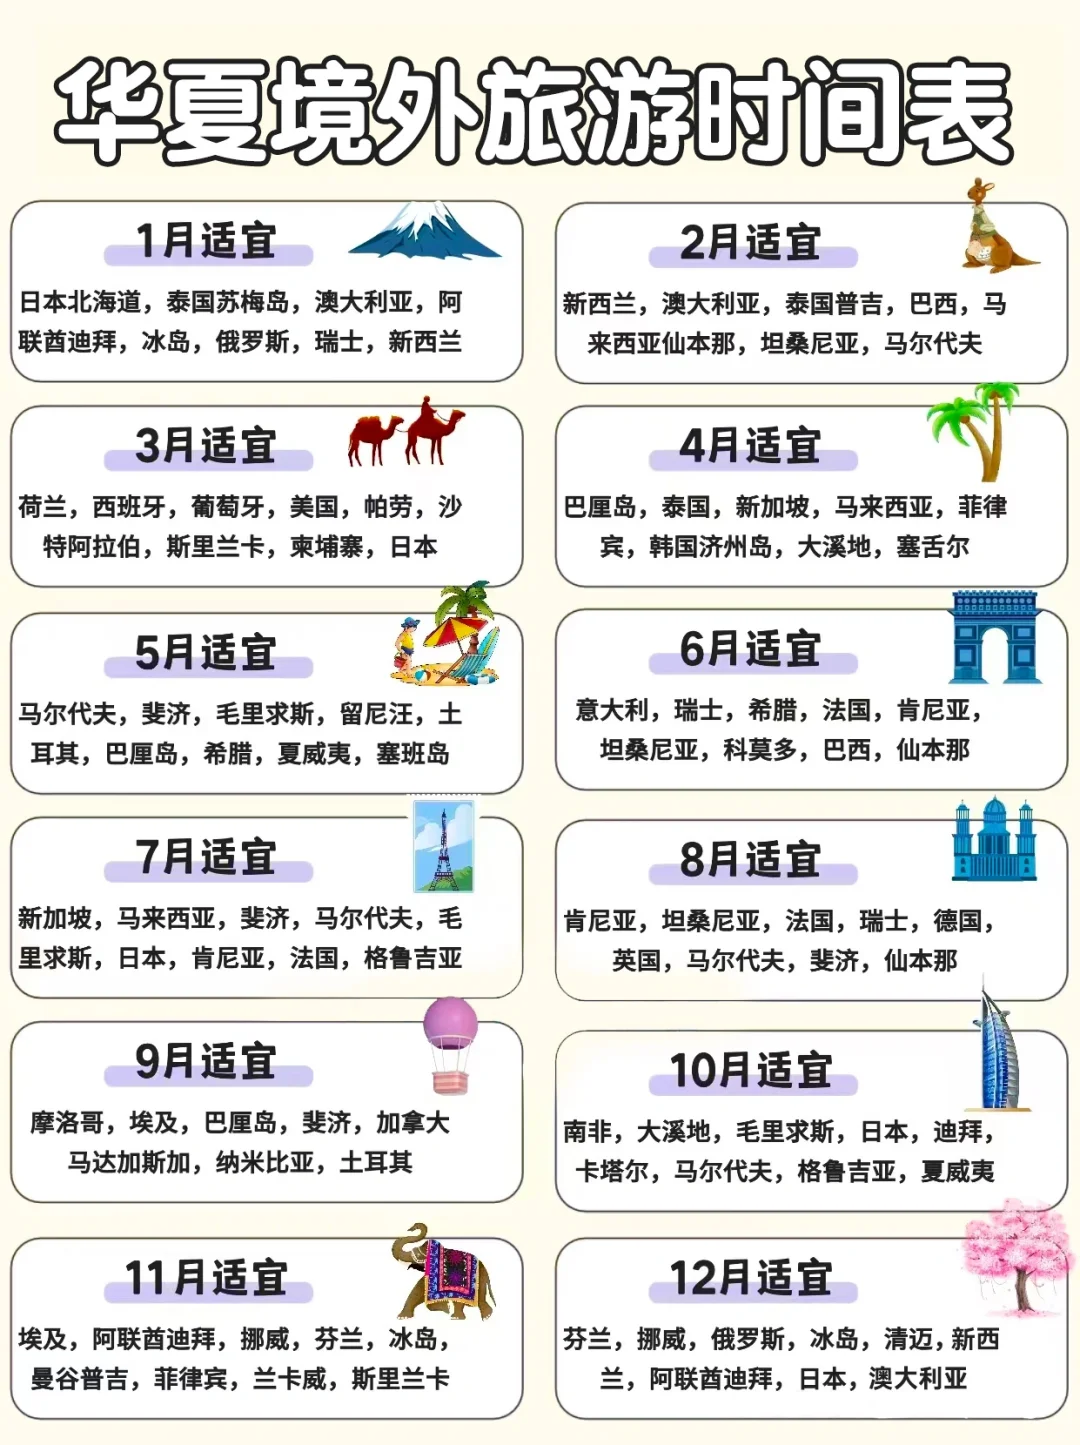 华夏境外旅游时间表
1月适宜
日本北海道，泰国苏梅岛，澳大利亚，阿
联酋迪拜，冰岛，俄罗斯，瑞士，新西兰
2月适宜
新西兰，澳大利亚，泰国普吉，巴西，马
来西亚仙本那，坦桑尼亚，马尔代夫
3月适宜
荷兰，西班牙，葡萄牙，美国，帕劳，沙
特阿拉伯，斯里兰卡，柬埔寨，日本
4月适宜
巴厘岛，泰国，新加坡，马来西亚，菲律
宾，韩国济州岛，大溪地，塞舌尔
5月适宜
马尔代夫，斐济，毛里求斯，留尼汪，土
耳其，巴厘岛，希腊，夏威夷，塞班岛
6月适宜
意大利，瑞士，希腊，法国，肯尼亚，
坦桑尼亚，科莫多，巴西，仙本那
7月适宜
新加坡，马来西亚，斐济，马尔代夫，毛
里求斯，日本，肯尼亚，法国，格鲁吉亚
8月适宜
肯尼亚，坦桑尼亚，法国，瑞士，德国，
英国，马尔代夫，斐济，仙本那
9月适宜
摩洛哥，埃及，巴厘岛，斐济，加拿大
马达加斯加，纳米比亚，土耳其
10月适宜
南非，大溪地，毛里求斯，日本，迪拜，
卡塔尔，马尔代夫，格鲁吉亚，夏威夷
11月适宜
埃及，阿联酋迪拜，挪威，芬兰，冰岛，
曼谷普吉，菲律宾，兰卡威，斯里兰卡
12月适宜
芬兰，挪威，俄罗斯，冰岛，清迈，新西
兰，阿联酋迪拜，日本，澳大利亚